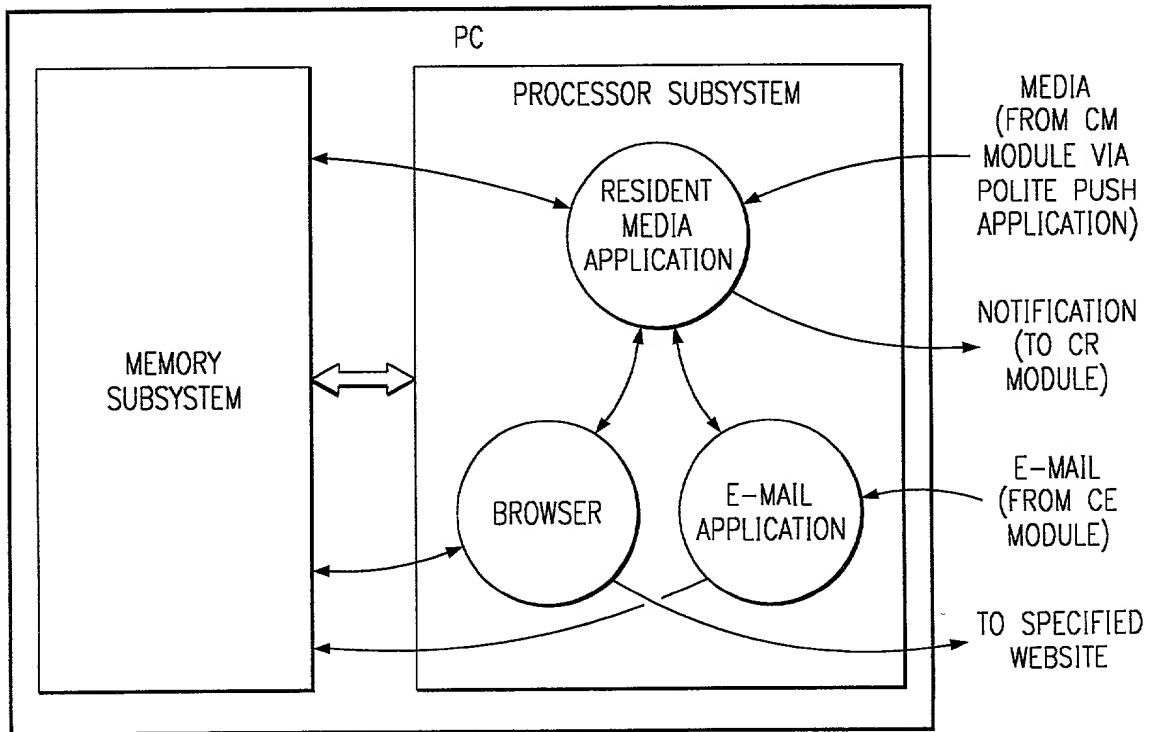 PC
MEMORY
SUBSYSTEM
PROCESSOR SUBSYSTEM
RESIDENT
MEDIA
APPLICATION
BROWSER
E-MAIL
APPLICATION
MEDIA
(FROM CM
MODULE VIA
POLITE PUSH
APPLICATION)
NOTIFICATION
(TO CR
MODULE)
E-MAIL
(FROM CE
MODULE)
TO SPECIFIED
WEBSITE